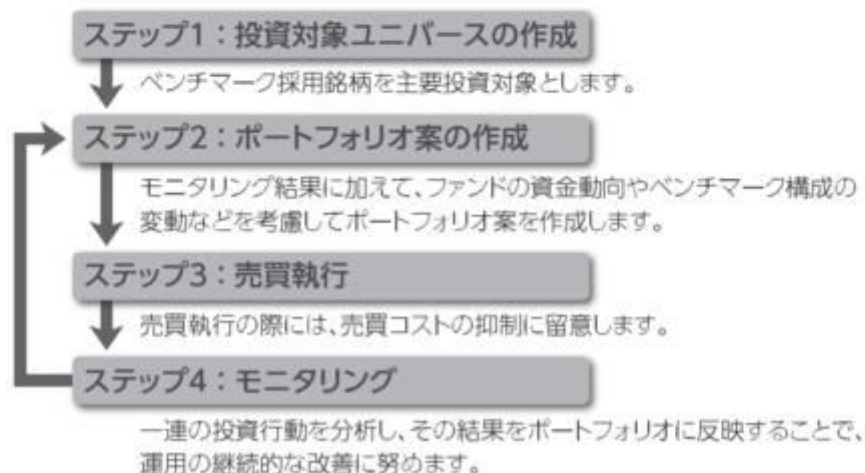 ステップ1：投資対象ユニバースの作成
ベンチマーク採用銘柄を主要投資対象とします。
ステップ2：ポートフォリオ案の作成
モニタリング結果に加えて、ファンドの資金動向やベンチマーク構成の
変動などを考慮してポートフォリオ案を作成します。
ステップ3：売買執行
売買執行の際には、売買コストの抑制に留意します。
ステップ4：モニタリング
一連の投資行動を分析し、その結果をポートフォリオに反映することで、
運用の継続的な改善に努めます。